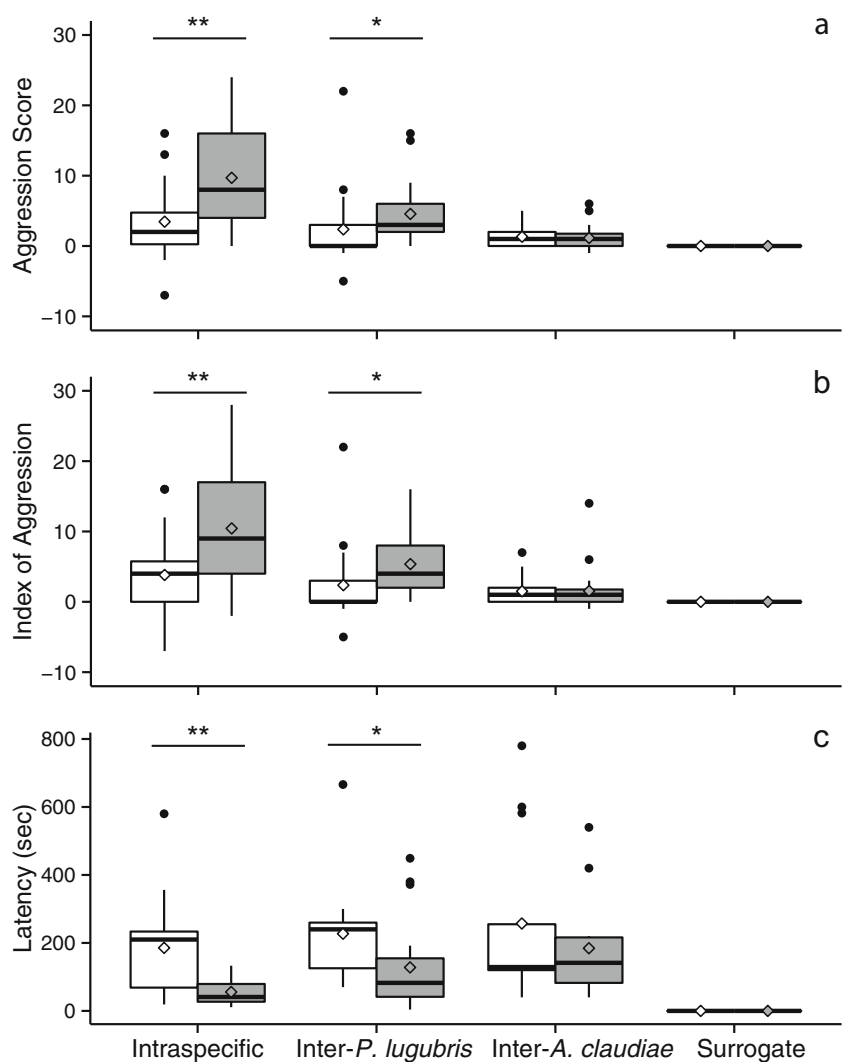 a
** *
30
20
10
0
−10
Aggression Score
b
** *
30
20
10
0
−10
Index of Aggression
c
** *
800
600
400
200
0
Latency (sec)
Intraspecific Inter-P. lugubris Inter-A. claudiae Surrogate